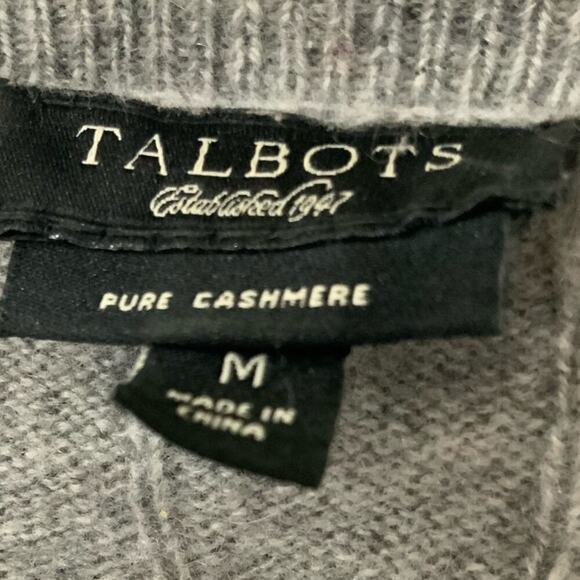 TALBOTS
Established 1947
PURE CASHMERE
M
MADE IN
CHINA